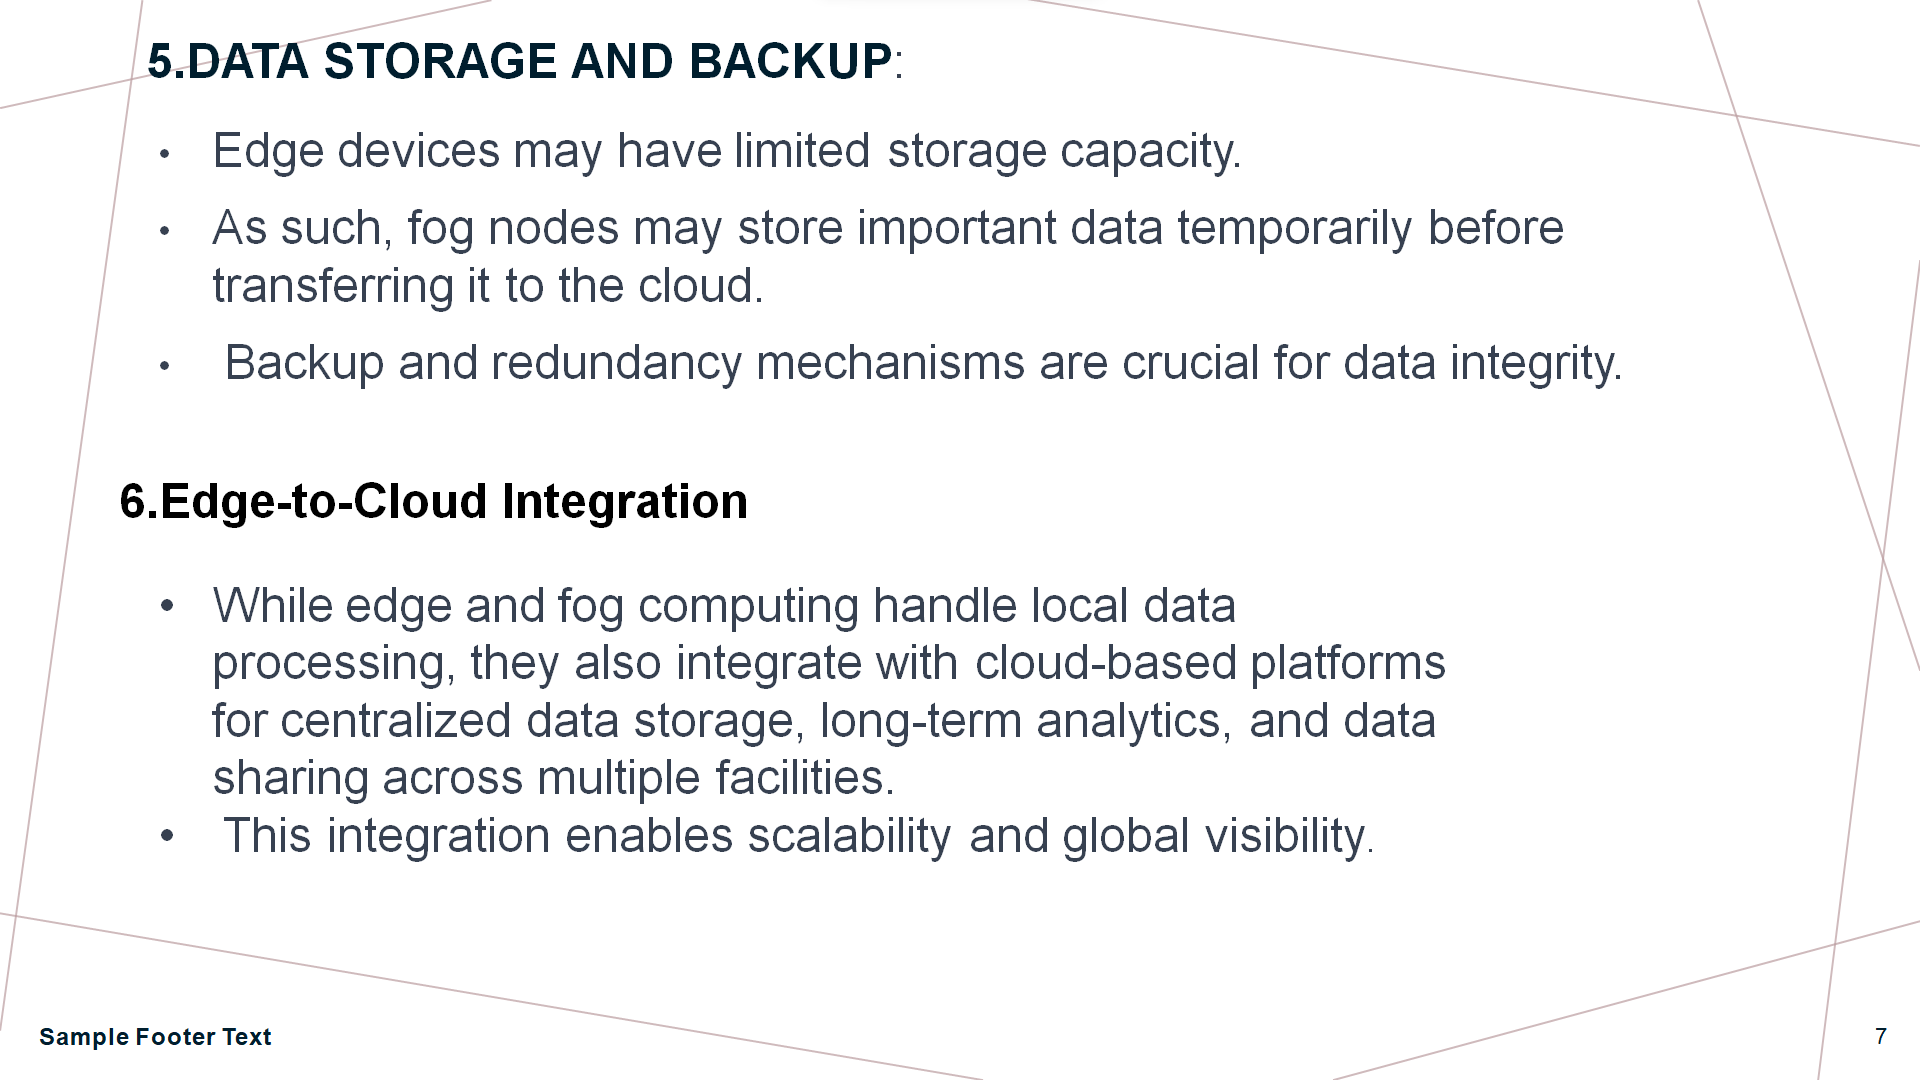 5.DATA STORAGE AND BACKUP:
• Edge devices may have limited storage capacity.
• As such, fog nodes may store important data temporarily before
transferring it to the cloud.
• Backup and redundancy mechanisms are crucial for data integrity.
6.Edge-to-Cloud Integration
• While edge and fog computing handle local data
processing, they also integrate with cloud-based platforms
for centralized data storage, long-term analytics, and data
sharing across multiple facilities.
• This integration enables scalability and global visibility.
Sample Footer Text
7